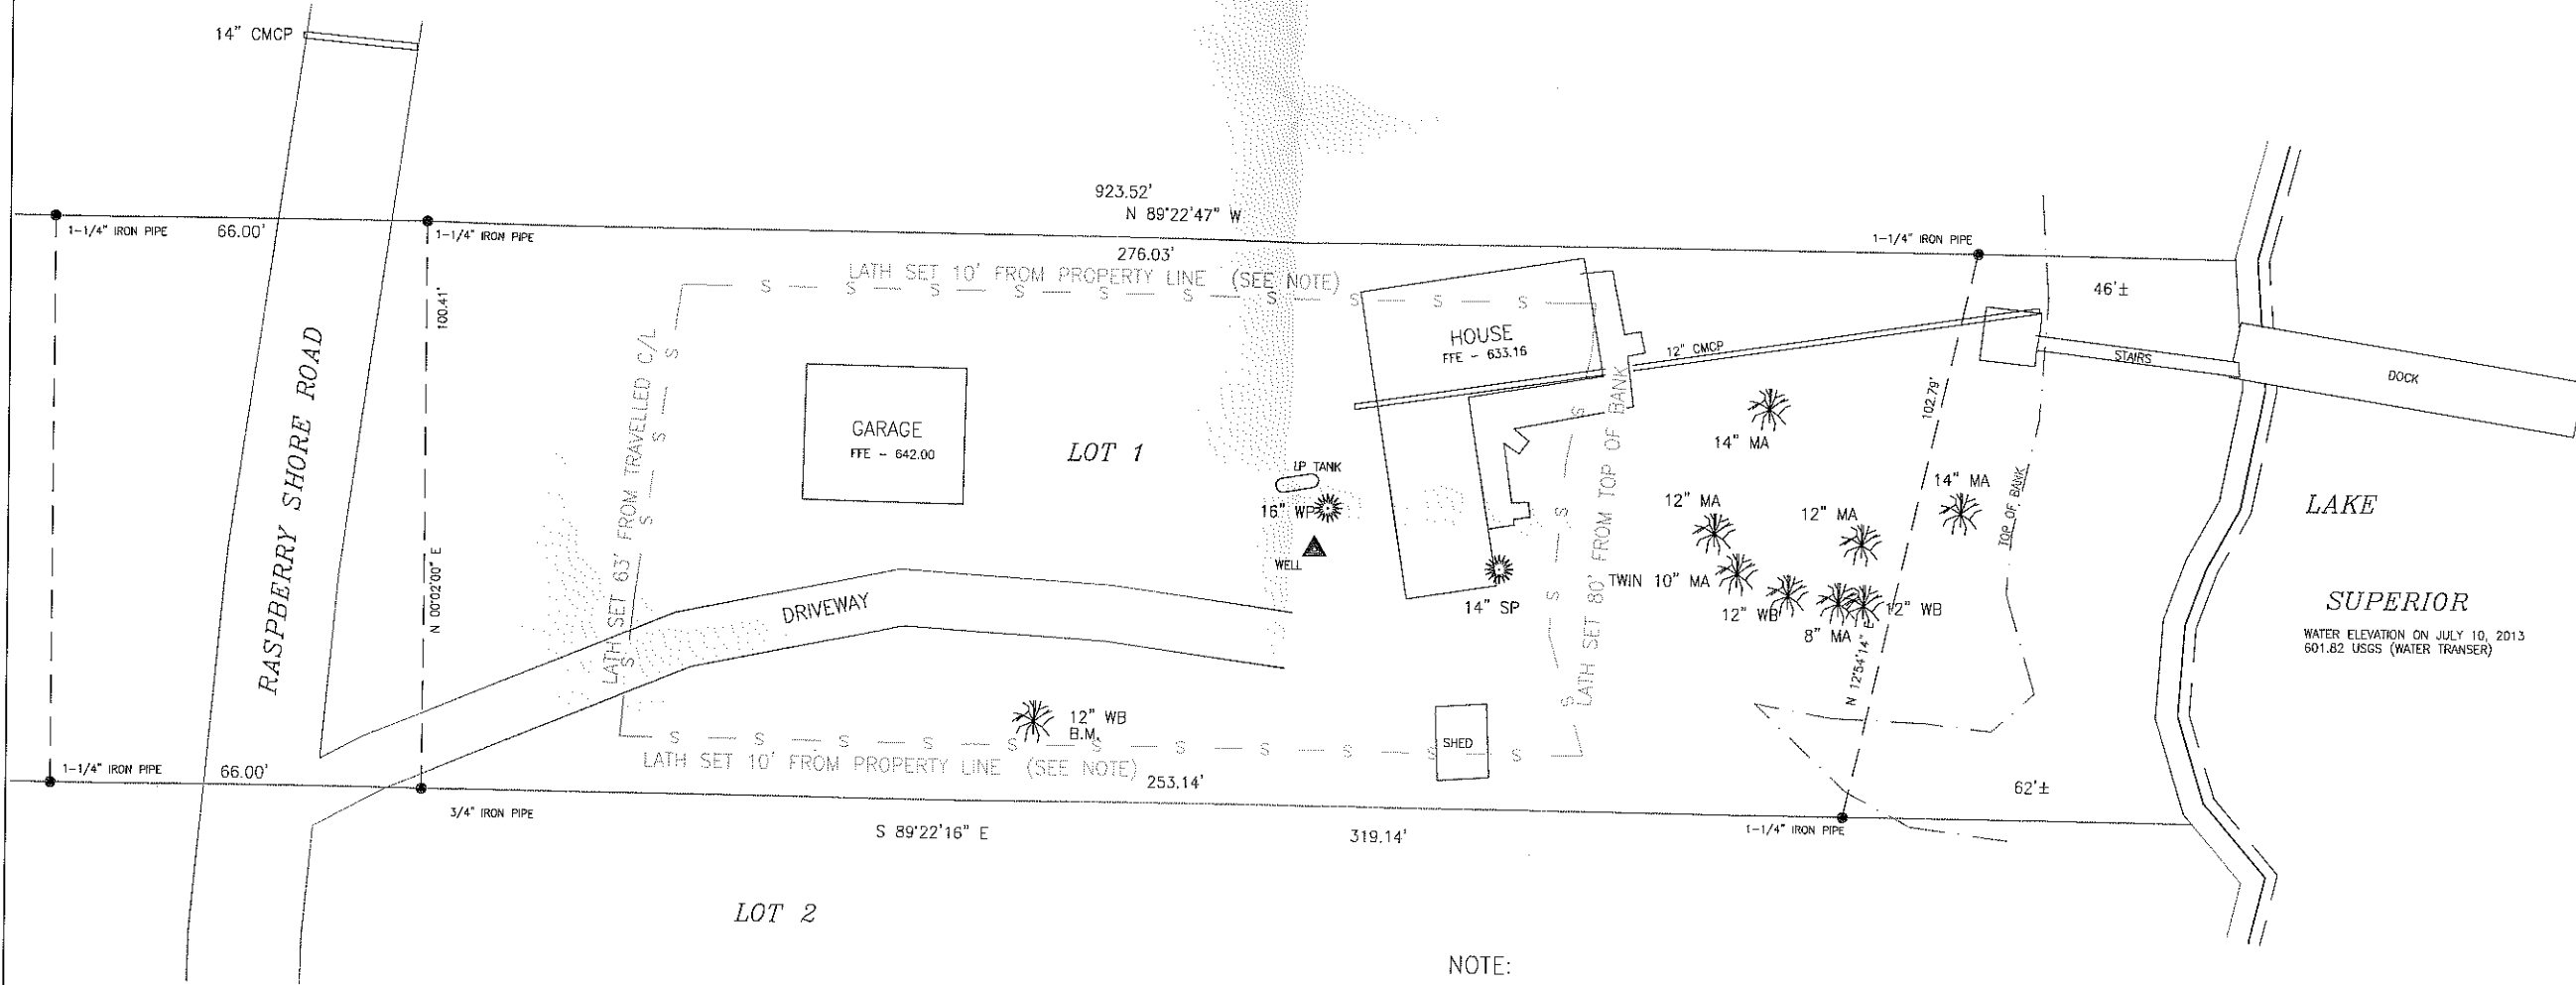 14" CMCP
923.52'
N 89°22'47" W
1-1/4" IRON PIPE
66.00'
1-1/4" IRON PIPE
276.03'
1-1/4" IRON PIPE
LATH SET 10' FROM PROPERTY LINE (SEE NOTE)
S S S S S S S S S S
46'±
100.41'
HOUSE
FFE - 633.16
12" CMCP
STAIRS
DOCK
RASPBERRY SHORE ROAD
LATH SET 63' FROM TRAVELLED C/L
S S S S
GARAGE
FFE - 642.00
LOT 1
LATH SET 80' FROM TOP OF BANK
S S S S S
102.79'
14" MA
LP TANK
16" WP
WELL
12" MA
12" MA
14" MA
TOP OF BANK
LAKE
N 00°02'00" E
DRIVEWAY
14" SP
TWIN 10" MA
12" WB
8" MA
12" WB
SUPERIOR
WATER ELEVATION ON JULY 10, 2013
601.82 USGS (WATER TRANSER)
N 12°54'14" E
12" WB
B.M.
S S S S S S S S S S S
SHED
LATH SET 10' FROM PROPERTY LINE (SEE NOTE)
1-1/4" IRON PIPE
66.00'
253.14'
62'±
3/4" IRON PIPE
S 89°22'16" E
319.14'
1-1/4" IRON PIPE
LOT 2
NOTE: